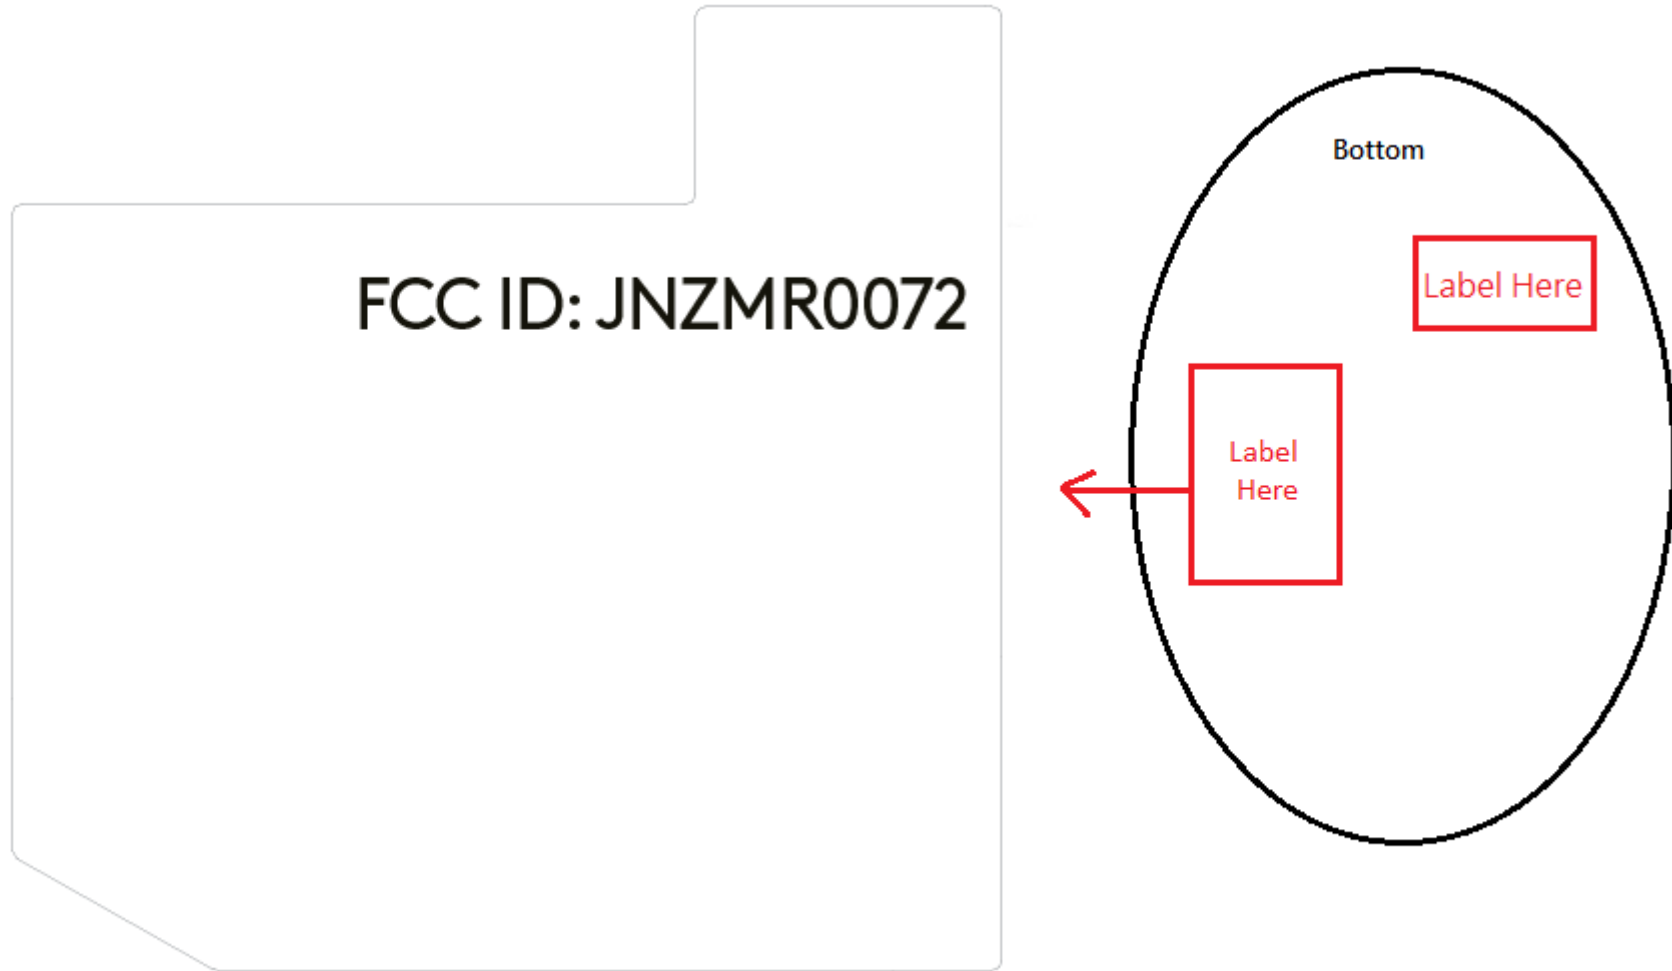 Bottom
FCC ID: JNZMR0072
Label Here
Label
Here